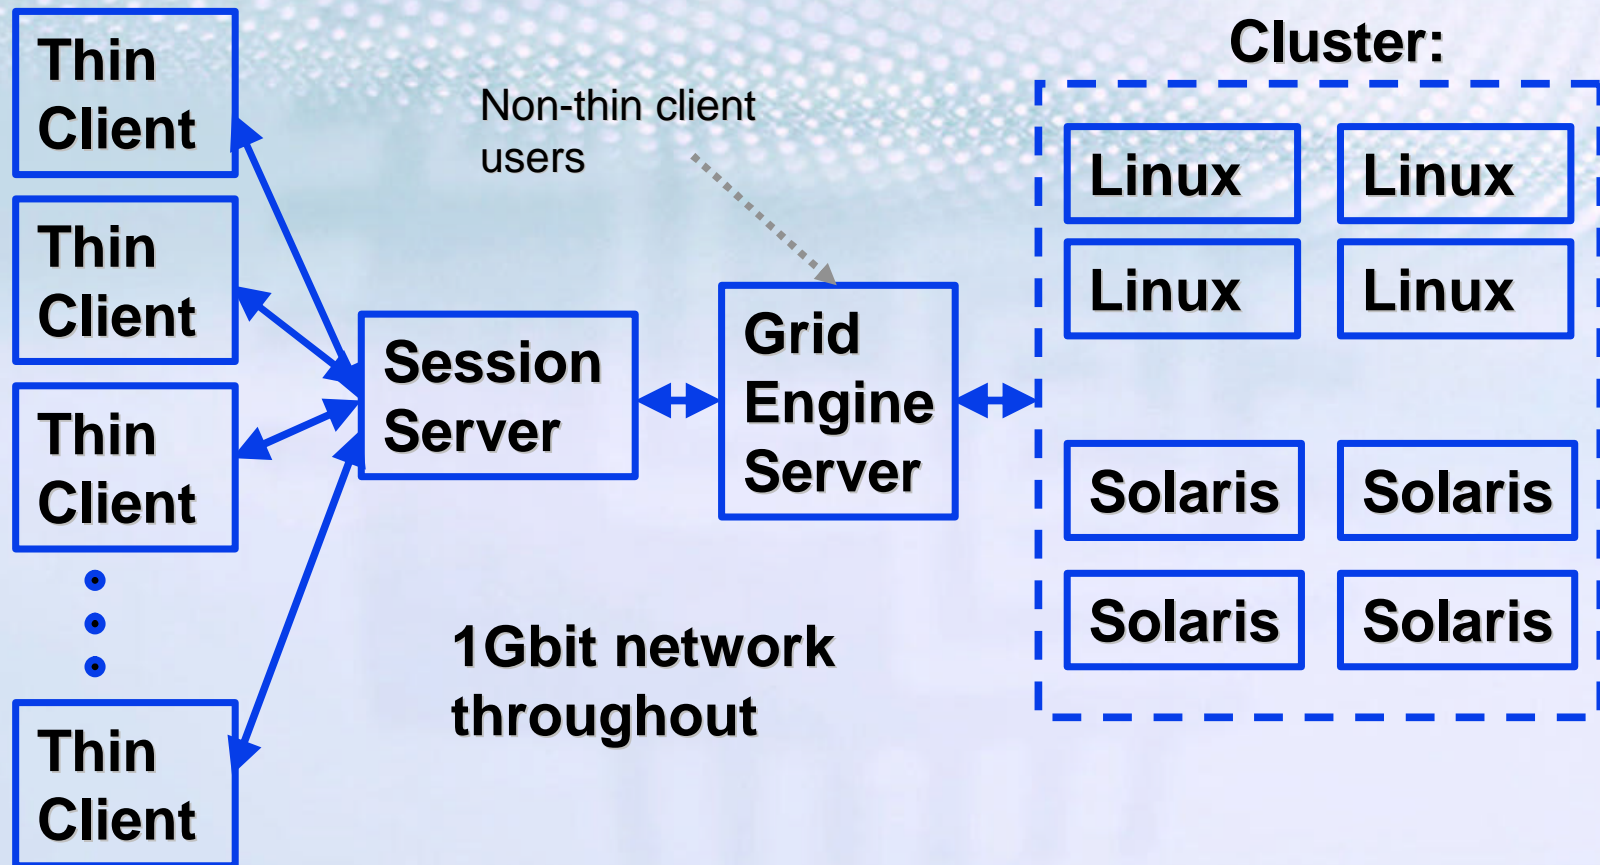 Thin
Client
Thin
Client
Thin
Client
Thin
Client
Non-thin client
users
Session
Server
Grid
Engine
Server
1Gbit network
throughout
Cluster:
Linux
Linux
Linux
Linux
Solaris
Solaris
Solaris
Solaris